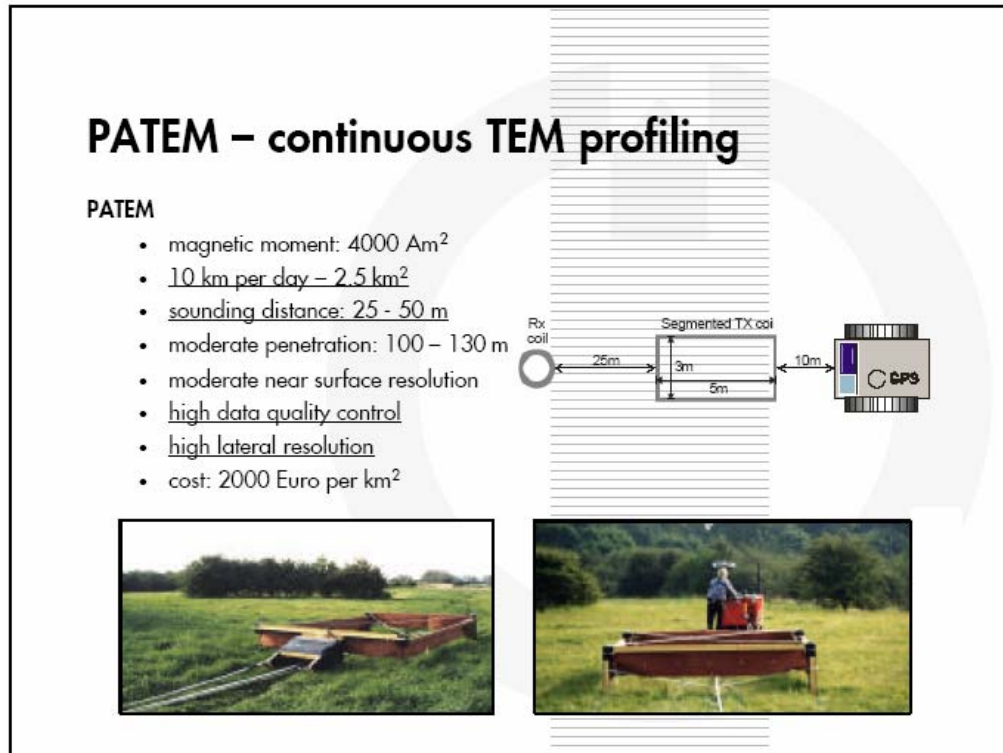 PATEM – continuous TEM profiling
PATEM
• magnetic moment: 4000 Am²
• 10 km per day – 2.5 km²
• sounding distance: 25 - 50 m
• moderate penetration: 100 – 130 m
• moderate near surface resolution
• high data quality control
• high lateral resolution
• cost: 2000 Euro per km²
Rx
coil
Segmented TX coi
25m
3m
5m
10m
GPS